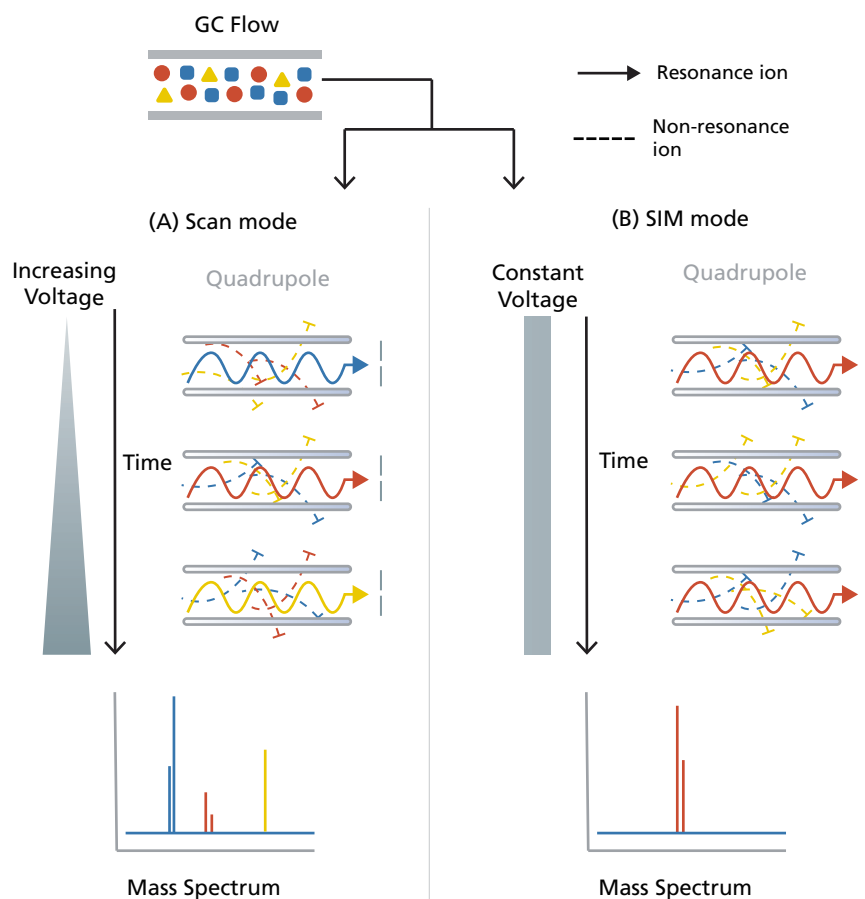 GC Flow
Resonance ion
Non-resonance
ion
(A) Scan mode
(B) SIM mode
Increasing
Voltage
Quadrupole
Constant
Voltage
Quadrupole
Time
Time
Mass Spectrum
Mass Spectrum